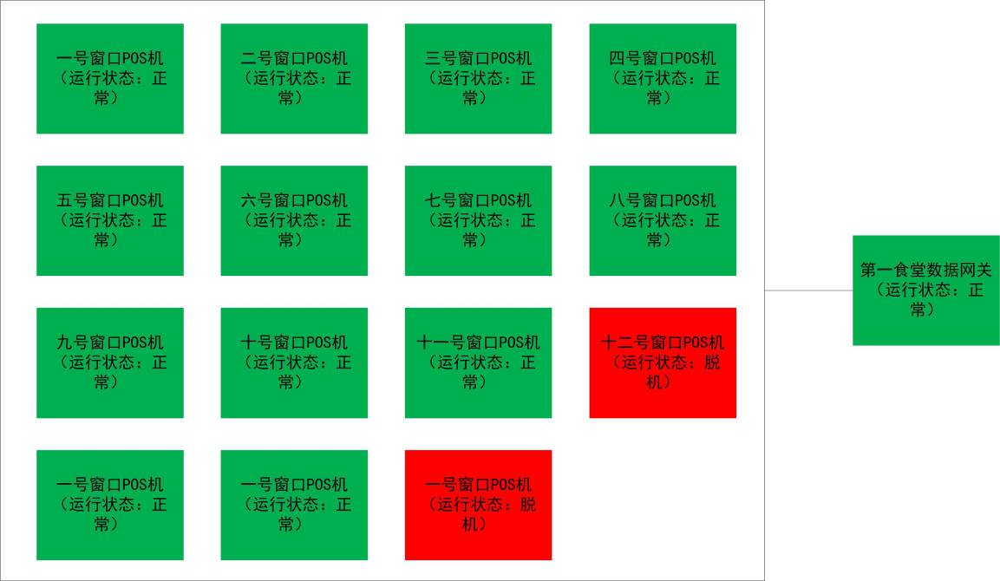 一号窗口POS机
（运行状态：正
常）
二号窗口POS机
（运行状态：正
常）
三号窗口POS机
（运行状态：正
常）
四号窗口POS机
（运行状态：正
常）
五号窗口POS机
（运行状态：正
常）
六号窗口POS机
（运行状态：正
常）
七号窗口POS机
（运行状态：正
常）
八号窗口POS机
（运行状态：正
常）
九号窗口POS机
（运行状态：正
常）
十号窗口POS机
（运行状态：正
常）
十一号窗口POS机
（运行状态：正
常）
十二号窗口POS机
（运行状态：脱
机）
一号窗口POS机
（运行状态：正
常）
一号窗口POS机
（运行状态：正
常）
一号窗口POS机
（运行状态：脱
机）
第一食堂数据网关
（运行状态：正
常）